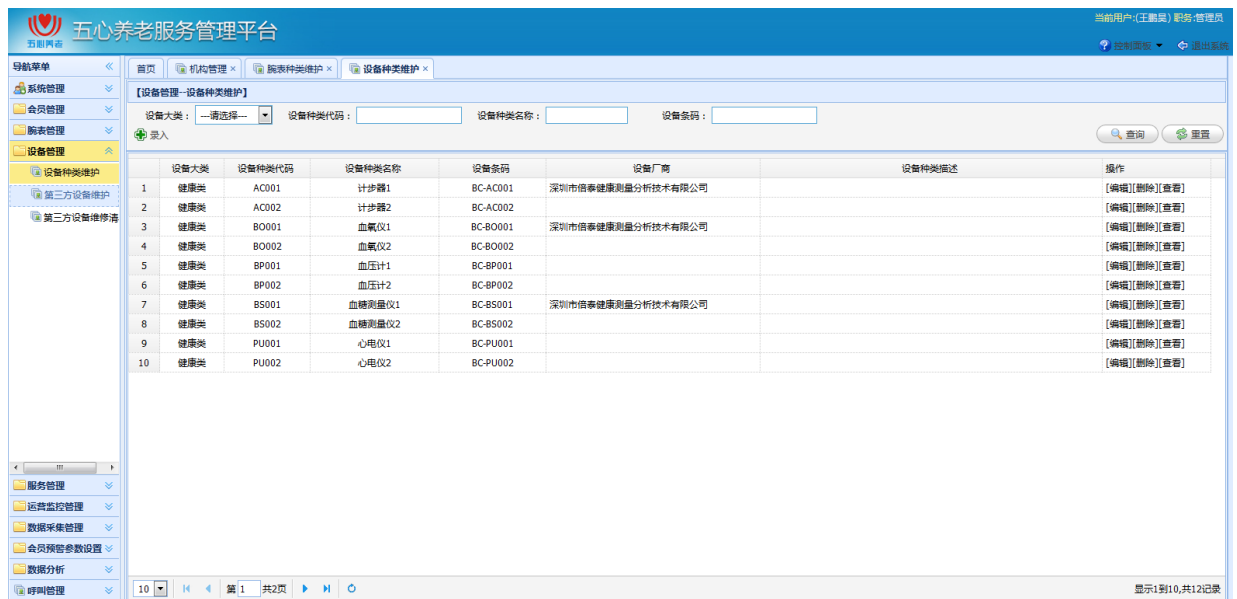 当前用户:(王鹏昊) 职务:管理员
五心养老
五心养老服务管理平台
控制面板 退出系统
导航菜单
系统管理
会员管理
腕表管理
设备管理
设备种类维护
第三方设备维护
第三方设备维修清
服务管理
运营监控管理
数据采集管理
会员预警参数设置
数据分析
呼叫管理
首页 机构管理 × 腕表种类维护 × 设备种类维护 ×
【设备管理--设备种类维护】
设备大类： ---请选择--- 设备种类代码： 设备种类名称： 设备条码：
录入 查询 重置
设备大类 设备种类代码 设备种类名称 设备条码 设备厂商 设备种类描述 操作
1 健康类 AC001 计步器1 BC-AC001 深圳市倍泰健康测量分析技术有限公司 [编辑][删除][查看]
2 健康类 AC002 计步器2 BC-AC002 [编辑][删除][查看]
3 健康类 BO001 血氧仪1 BC-BO001 深圳市倍泰健康测量分析技术有限公司 [编辑][删除][查看]
4 健康类 BO002 血氧仪2 BC-BO002 [编辑][删除][查看]
5 健康类 BP001 血压计1 BC-BP001 [编辑][删除][查看]
6 健康类 BP002 血压计2 BC-BP002 [编辑][删除][查看]
7 健康类 BS001 血糖测量仪1 BC-BS001 深圳市倍泰健康测量分析技术有限公司 [编辑][删除][查看]
8 健康类 BS002 血糖测量仪2 BC-BS002 [编辑][删除][查看]
9 健康类 PU001 心电仪1 BC-PU001 [编辑][删除][查看]
10 健康类 PU002 心电仪2 BC-PU002 [编辑][删除][查看]
10 第 1 共2页 显示1到10,共12记录